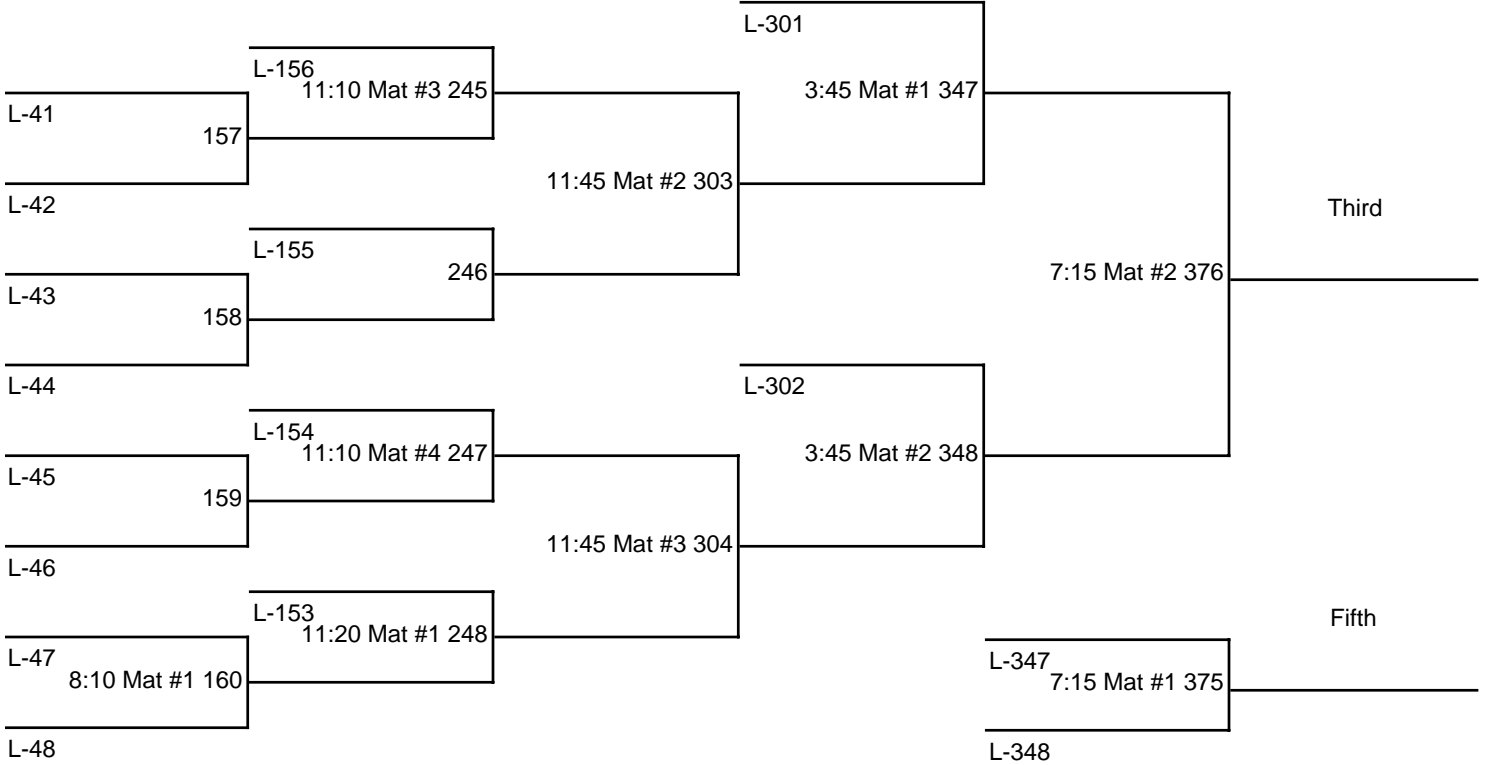 L-301
L-156
11:10 Mat #3 245
3:45 Mat #1 347
L-41
157
11:45 Mat #2 303
L-42
Third
L-155
246
7:15 Mat #2 376
L-43
158
L-44
L-302
L-154
11:10 Mat #4 247
3:45 Mat #2 348
L-45
159
11:45 Mat #3 304
L-46
L-153
Fifth
11:20 Mat #1 248
L-47
L-347
8:10 Mat #1 160
7:15 Mat #1 375
L-48
L-348